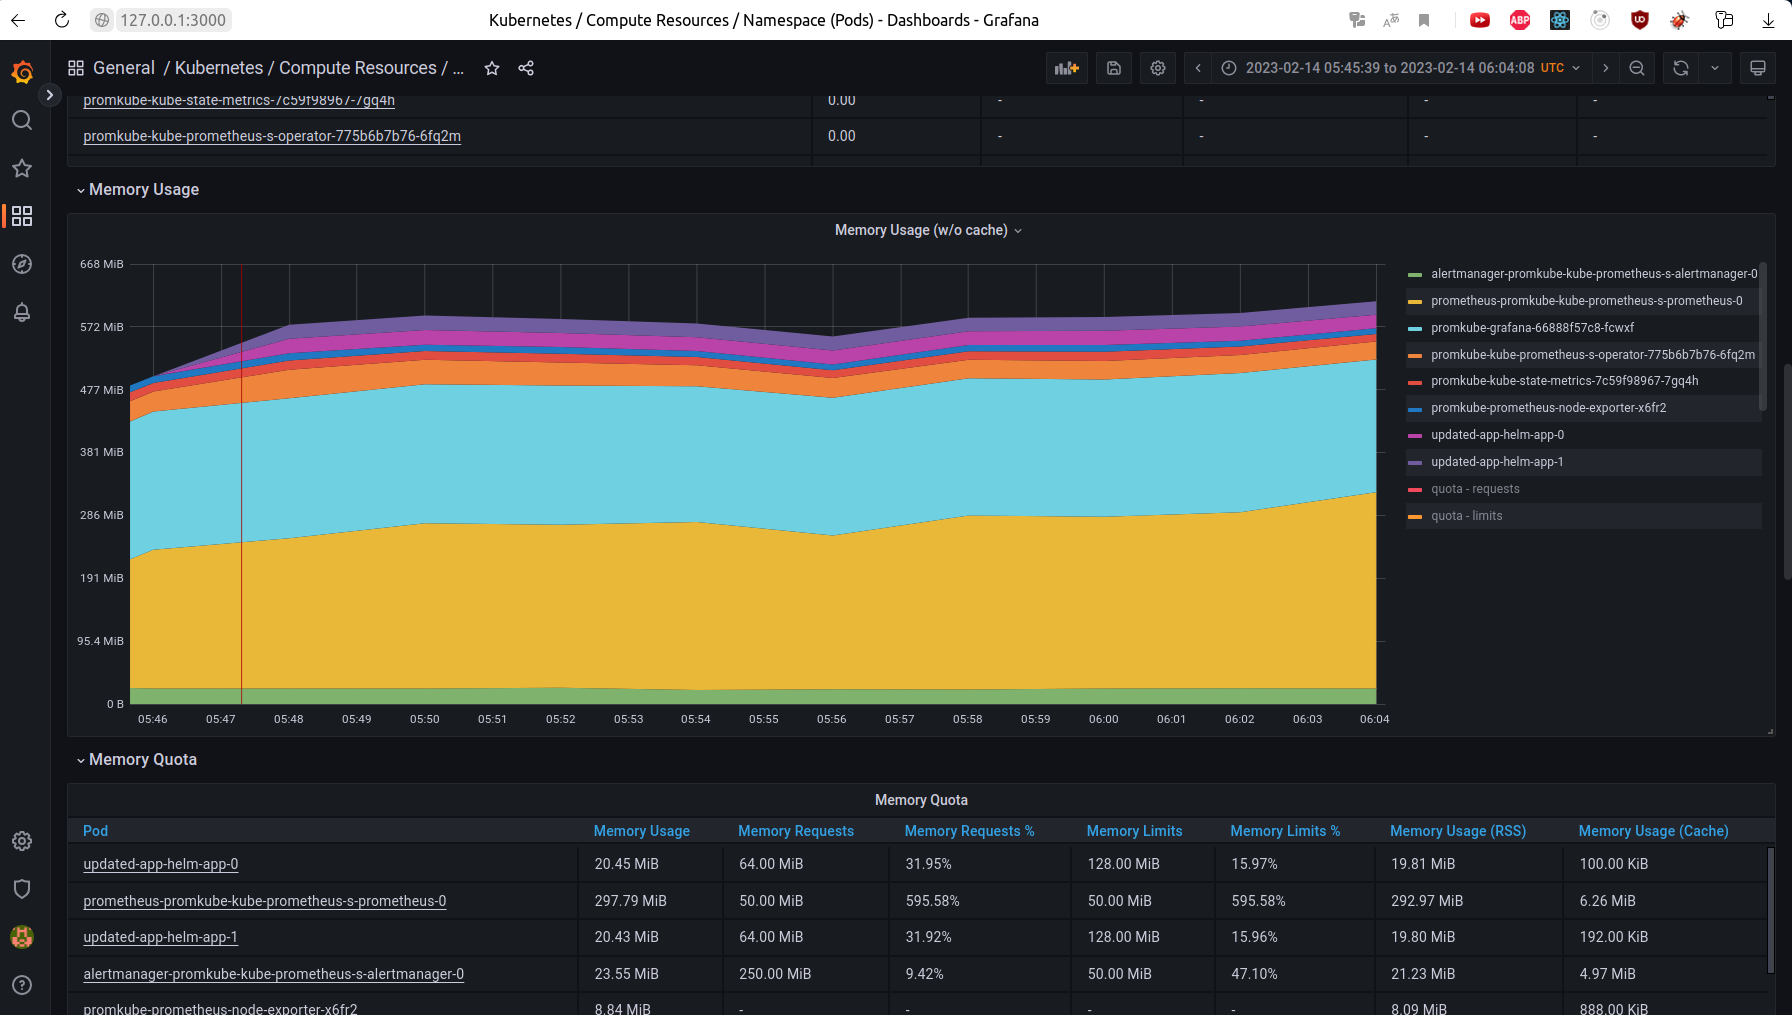 127.0.0.1:3000 Kubernetes / Compute Resources / Namespace (Pods) - Dashboards - Grafana ABP
General / Kubernetes / Compute Resources / ... 2023-02-14 05:45:39 to 2023-02-14 06:04:08 UTC
promkube-kube-state-metrics-7c59f98967-7gq4h 0.00 - - - -
promkube-kube-prometheus-s-operator-775b6b7b76-6fq2m 0.00 - - - -
Memory Usage
Memory Usage (w/o cache)
668 MiB
572 MiB
477 MiB
381 MiB
286 MiB
191 MiB
95.4 MiB
0 B
05:46 05:47 05:48 05:49 05:50 05:51 05:52 05:53 05:54 05:55 05:56 05:57 05:58 05:59 06:00 06:01 06:02 06:03 06:04
alertmanager-promkube-kube-prometheus-s-alertmanager-0
prometheus-promkube-kube-prometheus-s-prometheus-0
promkube-grafana-66888f57c8-fcwxf
promkube-kube-prometheus-s-operator-775b6b7b76-6fq2m
promkube-kube-state-metrics-7c59f98967-7gq4h
promkube-prometheus-node-exporter-x6fr2
updated-app-helm-app-0
updated-app-helm-app-1
quota - requests
quota - limits
Memory Quota
Memory Quota
Pod Memory Usage Memory Requests Memory Requests % Memory Limits Memory Limits % Memory Usage (RSS) Memory Usage (Cache)
updated-app-helm-app-0 20.45 MiB 64.00 MiB 31.95% 128.00 MiB 15.97% 19.81 MiB 100.00 KiB
prometheus-promkube-kube-prometheus-s-prometheus-0 297.79 MiB 50.00 MiB 595.58% 50.00 MiB 595.58% 292.97 MiB 6.26 MiB
updated-app-helm-app-1 20.43 MiB 64.00 MiB 31.92% 128.00 MiB 15.96% 19.80 MiB 192.00 KiB
alertmanager-promkube-kube-prometheus-s-alertmanager-0 23.55 MiB 250.00 MiB 9.42% 50.00 MiB 47.10% 21.23 MiB 4.97 MiB
promkube-prometheus-node-exporter-x6fr2 8.84 MiB - - - - 8.09 MiB 888.00 KiB